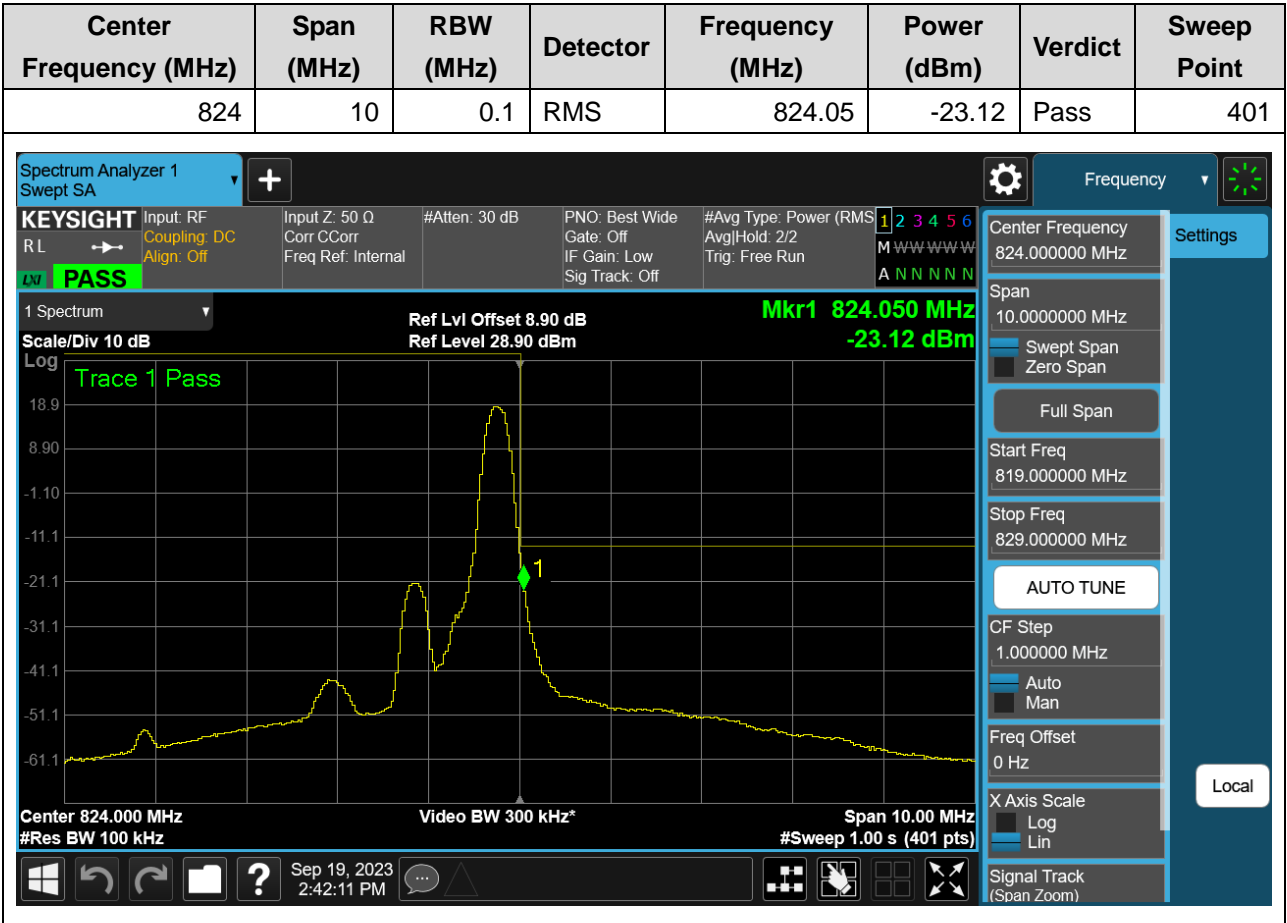 Center Frequency (MHz) Span (MHz) RBW (MHz) Detector Frequency (MHz) Power (dBm) Verdict Sweep Point
824 10 0.1 RMS 824.05 -23.12 Pass 401
Spectrum Analyzer 1
Swept SA
Frequency
KEYSIGHT
R L
LXI
PASS
Input: RF
Coupling: DC
Align: Off
Input Z: 50 Ω
Corr CCorr
Freq Ref: Internal
#Atten: 30 dB
PNO: Best Wide
Gate: Off
IF Gain: Low
Sig Track: Off
#Avg Type: Power (RMS
Avg|Hold: 2/2
Trig: Free Run
1 2 3 4 5 6
M W W W W W
A N N N N N
1 Spectrum
Scale/Div 10 dB
Ref Lvl Offset 8.90 dB
Ref Level 28.90 dBm
Mkr1 824.050 MHz
-23.12 dBm
Log
Trace 1 Pass
18.9
8.90
-1.10
-11.1
1
-21.1
-31.1
-41.1
-51.1
-61.1
Center 824.000 MHz
#Res BW 100 kHz
Video BW 300 kHz*
Span 10.00 MHz
#Sweep 1.00 s (401 pts)
Center Frequency
824.000000 MHz
Settings
Span
10.0000000 MHz
Swept Span
Zero Span
Full Span
Start Freq
819.000000 MHz
Stop Freq
829.000000 MHz
AUTO TUNE
CF Step
1.000000 MHz
Auto
Man
Freq Offset
0 Hz
X Axis Scale
Log
Lin
Local
Signal Track
(Span Zoom)
?
Sep 19, 2023
2:42:11 PM